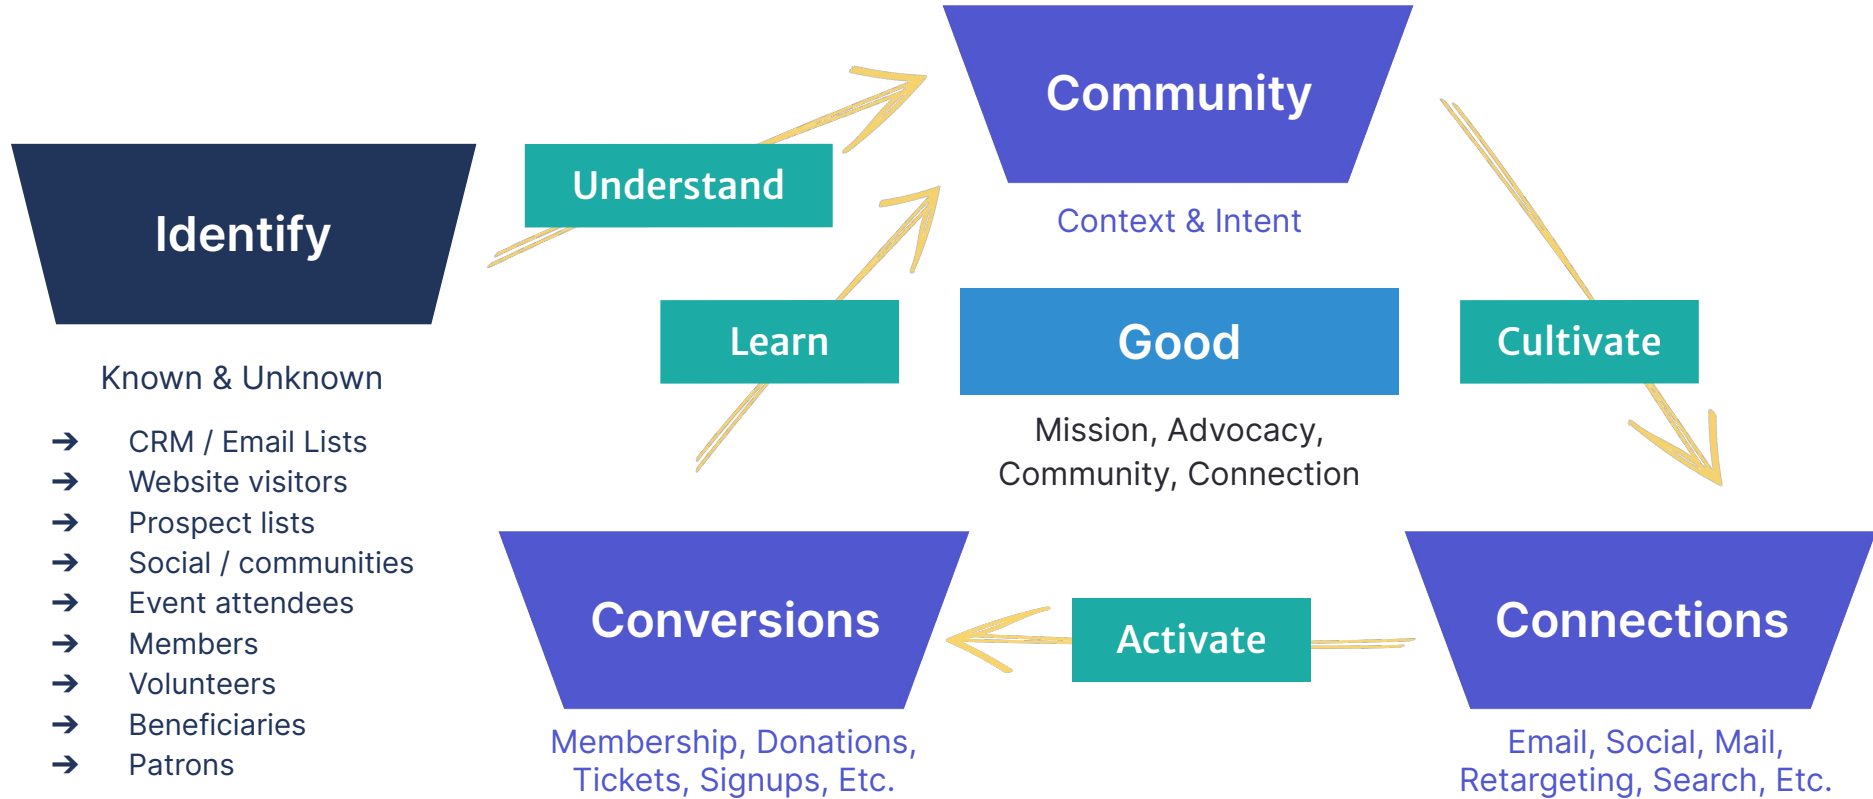 Community
Understand
Identify
Context & Intent
Learn
Good
Cultivate
Known & Unknown
➔ CRM / Email Lists
➔ Website visitors
➔ Prospect lists
➔ Social / communities
➔ Event attendees
➔ Members
➔ Volunteers
➔ Beneficiaries
➔ Patrons
Mission, Advocacy,
Community, Connection
Conversions
Activate
Connections
Membership, Donations,
Tickets, Signups, Etc.
Email, Social, Mail,
Retargeting, Search, Etc.